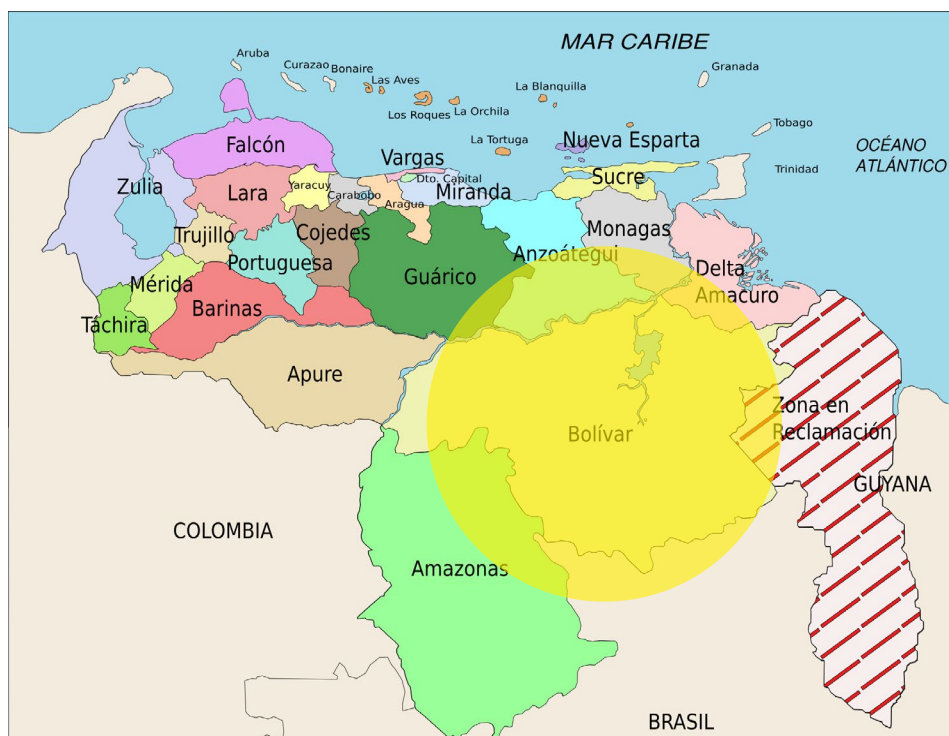 MAR CARIBE
Aruba
Curazao
Bonaire
Las Aves
Los Roques
La Orchila
La Blanquilla
Granada
La Tortuga
Nueva Esparta
Tobago
Trinidad
OCÉANO
ATLÁNTICO
Falcón
Vargas
Dto. Capital
Miranda
Sucre
Zulia
Lara
Yaracuy
Carabobo
Aragua
Trujillo
Cojedes
Portuguesa
Guárico
Anzoátegui
Monagas
Delta
Amacuro
Mérida
Barinas
Táchira
Apure
Bolívar
Zona en
Reclamación
GUYANA
COLOMBIA
Amazonas
BRASIL